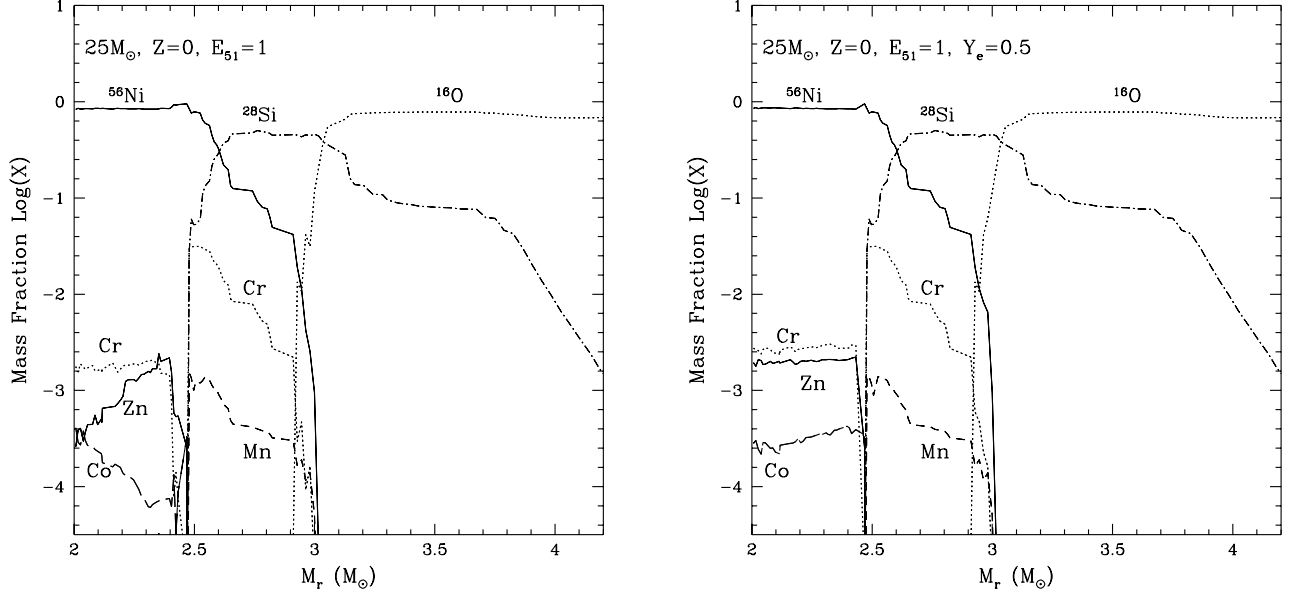 25M☉, Z=0, E₅₁=1
⁵⁶Ni
²⁸Si
¹⁶O
Cr
Cr
Zn
Co
Mn
Mass Fraction Log(X)
1
0
−1
−2
−3
−4
2
2.5
3
3.5
4
Mᵣ (M☉)
25M☉, Z=0, E₅₁=1, Yₑ=0.5
⁵⁶Ni
²⁸Si
¹⁶O
Cr
Cr
Zn
Co
Mn
Mass Fraction Log(X)
1
0
−1
−2
−3
−4
2
2.5
3
3.5
4
Mᵣ (M☉)